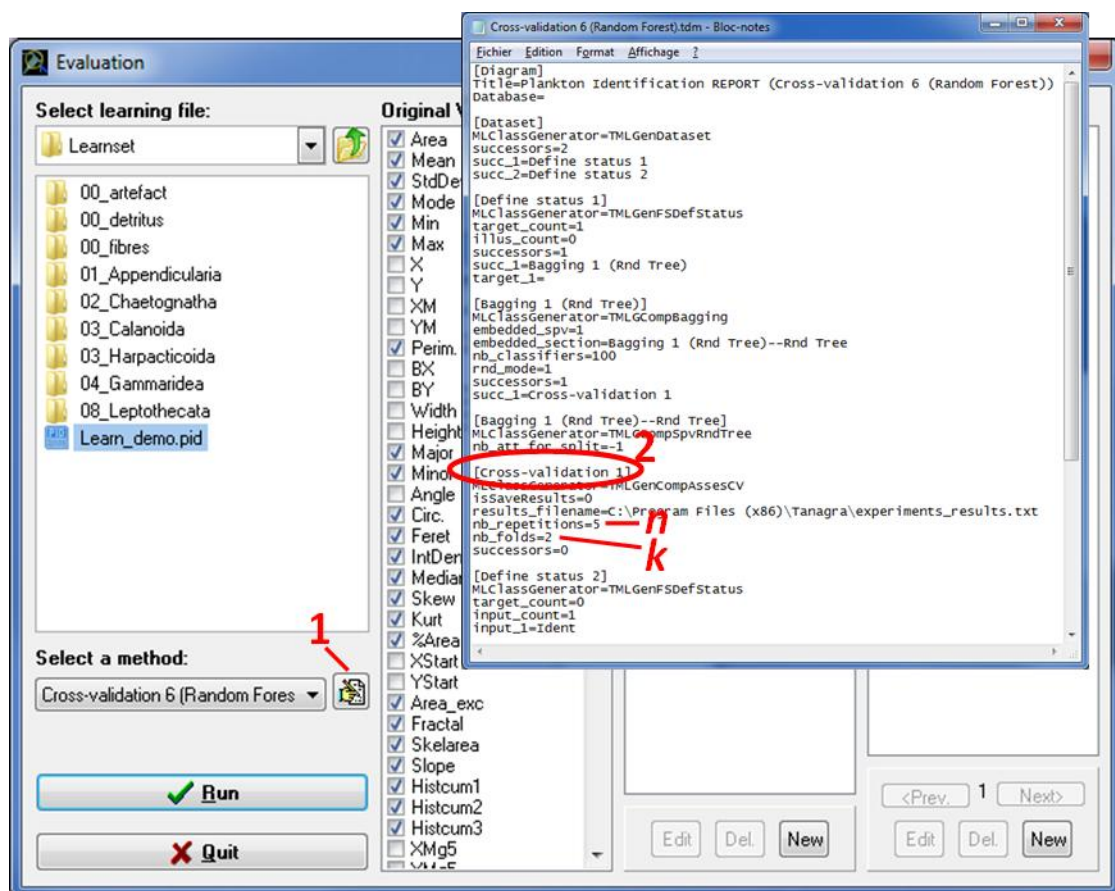 Evaluation
Select learning file:
Learnset
00_artefact
00_detritus
00_fibres
01_Appendicularia
02_Chaetognatha
03_Calanoida
03_Harpacticoida
04_Gammaridea
08_Leptothecata
Learn_demo.pid
1
Select a method:
Cross-validation 6 (Random Fores
Run
Quit
Original
Area
Mean
StdDe
Mode
Min
Max
X
Y
XM
YM
Perim.
BX
BY
Width
Height
Major
Minor
Angle
Circ.
Feret
IntDen
Median
Skew
Kurt
%Area
XStart
YStart
Area_exc
Fractal
Skelarea
Slope
Histcum1
Histcum2
Histcum3
XMg5
Cross-validation 6 (Random Forest).tdm - Bloc-notes
Fichier Edition Format Affichage ?
[Diagram]
Title=Plankton Identification REPORT (Cross-validation 6 (Random Forest))
Database=
[Dataset]
MLClassGenerator=TMLGenDataset
successors=2
succ_1=Define status 1
succ_2=Define status 2
[Define status 1]
MLClassGenerator=TMLGenFSDefStatus
target_count=1
illus_count=0
successors=1
succ_1=Bagging 1 (Rnd Tree)
target_1=
[Bagging 1 (Rnd Tree)]
MLClassGenerator=TMLGCompBagging
embedded_spv=1
embedded_section=Bagging 1 (Rnd Tree)--Rnd Tree
nb_classifiers=100
rnd_mode=1
successors=1
succ_1=Cross-validation 1
[Bagging 1 (Rnd Tree)--Rnd Tree]
MLClassGenerator=TMLGCompSpvRndTree
nb_att_for_split=-1
2
[Cross-validation 1]
MLClassGenerator=TMLGenCompAssesCV
isSaveResults=0
results_filename=C:\Program Files (x86)\Tanagra\experiments_results.txt
nb_repetitions=5 n
nb_folds=2 k
successors=0
[Define status 2]
MLClassGenerator=TMLGenFSDefStatus
target_count=0
input_count=1
input_1=Ident
Edit Del. New
<Prev. 1 Next>
Edit Del. New